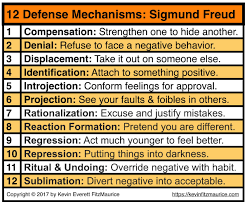 12 Defense Mechanisms: Sigmund Freud
1 Compensation: Strengthen one to hide another.
2 Denial: Refuse to face a negative behavior.
3 Displacement: Take it out on someone else.
4 Identification: Attach to something positive.
5 Introjection: Conform feelings for approval.
6 Projection: See your faults & foibles in others.
7 Rationalization: Excuse and justify mistakes.
8 Reaction Formation: Pretend you are different.
9 Regression: Act much younger to feel better.
10 Repression: Putting things into darkness.
11 Ritual & Undoing: Override negative with habit.
12 Sublimation: Divert negative into acceptable.
Copyright © 2017 by Kevin Everett FitzMaurice https://kevinfitzmaurice.com